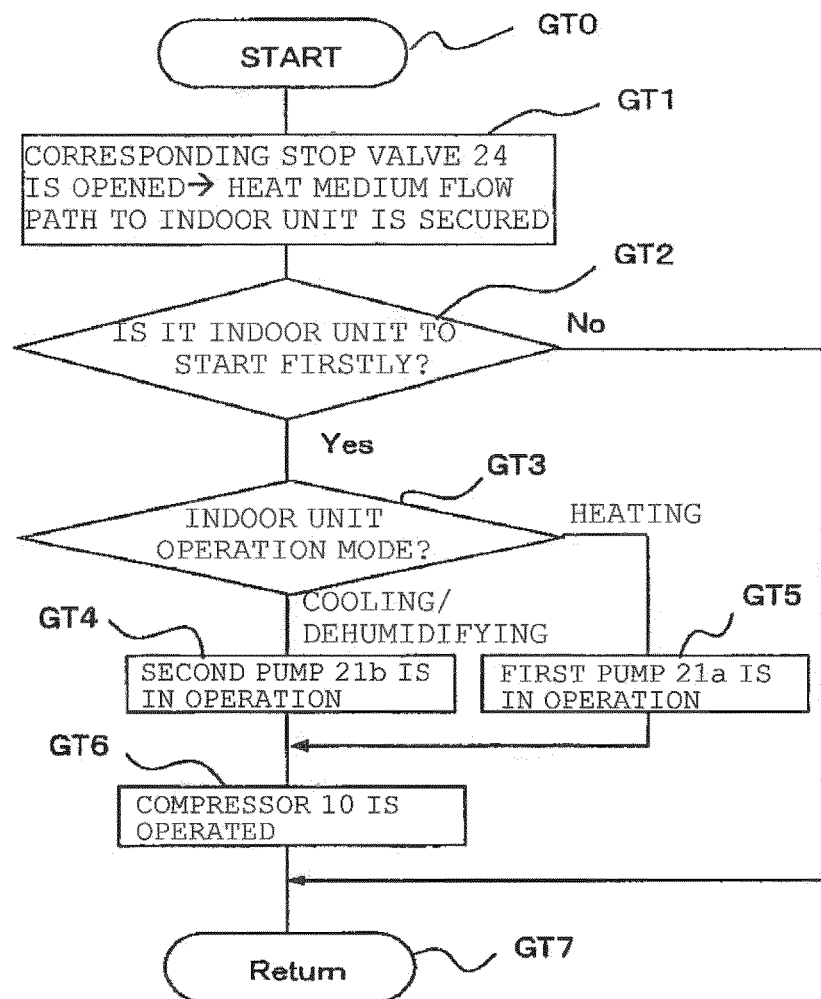 GT0
START
GT1
CORRESPONDING STOP VALVE 24
IS OPENED→ HEAT MEDIUM FLOW
PATH TO INDOOR UNIT IS SECURED
GT2
IS IT INDOOR UNIT TO
START FIRSTLY?
No
Yes
GT3
INDOOR UNIT
OPERATION MODE?
HEATING
COOLING/
DEHUMIDIFYING
GT4
SECOND PUMP 21b IS
IN OPERATION
GT5
FIRST PUMP 21a IS
IN OPERATION
GT6
COMPRESSOR 10 IS
OPERATED
GT7
Return